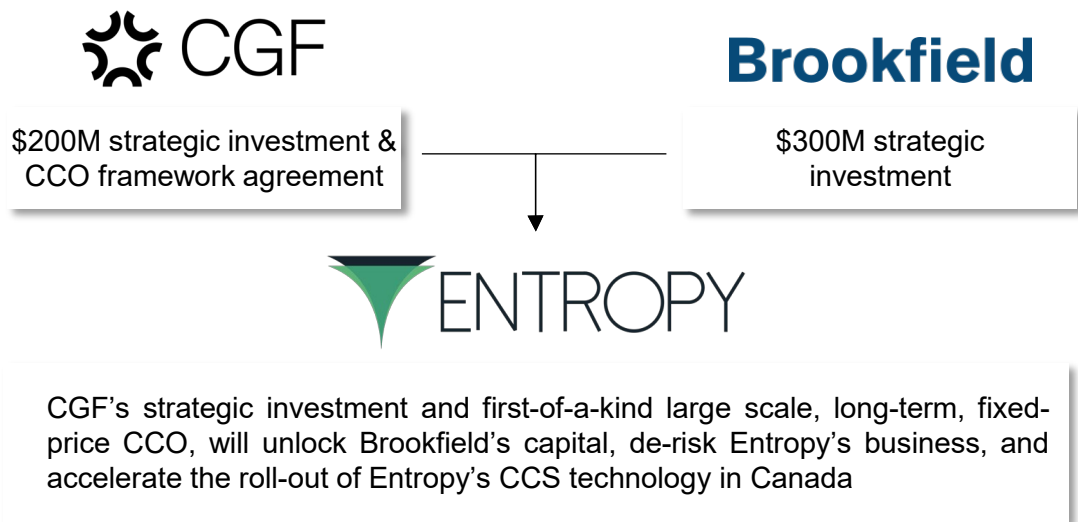 CGF
Brookfield
$200M strategic investment &
CCO framework agreement
$300M strategic
investment
ENTROPY
CGF’s strategic investment and first-of-a-kind large scale, long-term, fixed-
price CCO, will unlock Brookfield’s capital, de-risk Entropy’s business, and
accelerate the roll-out of Entropy’s CCS technology in Canada